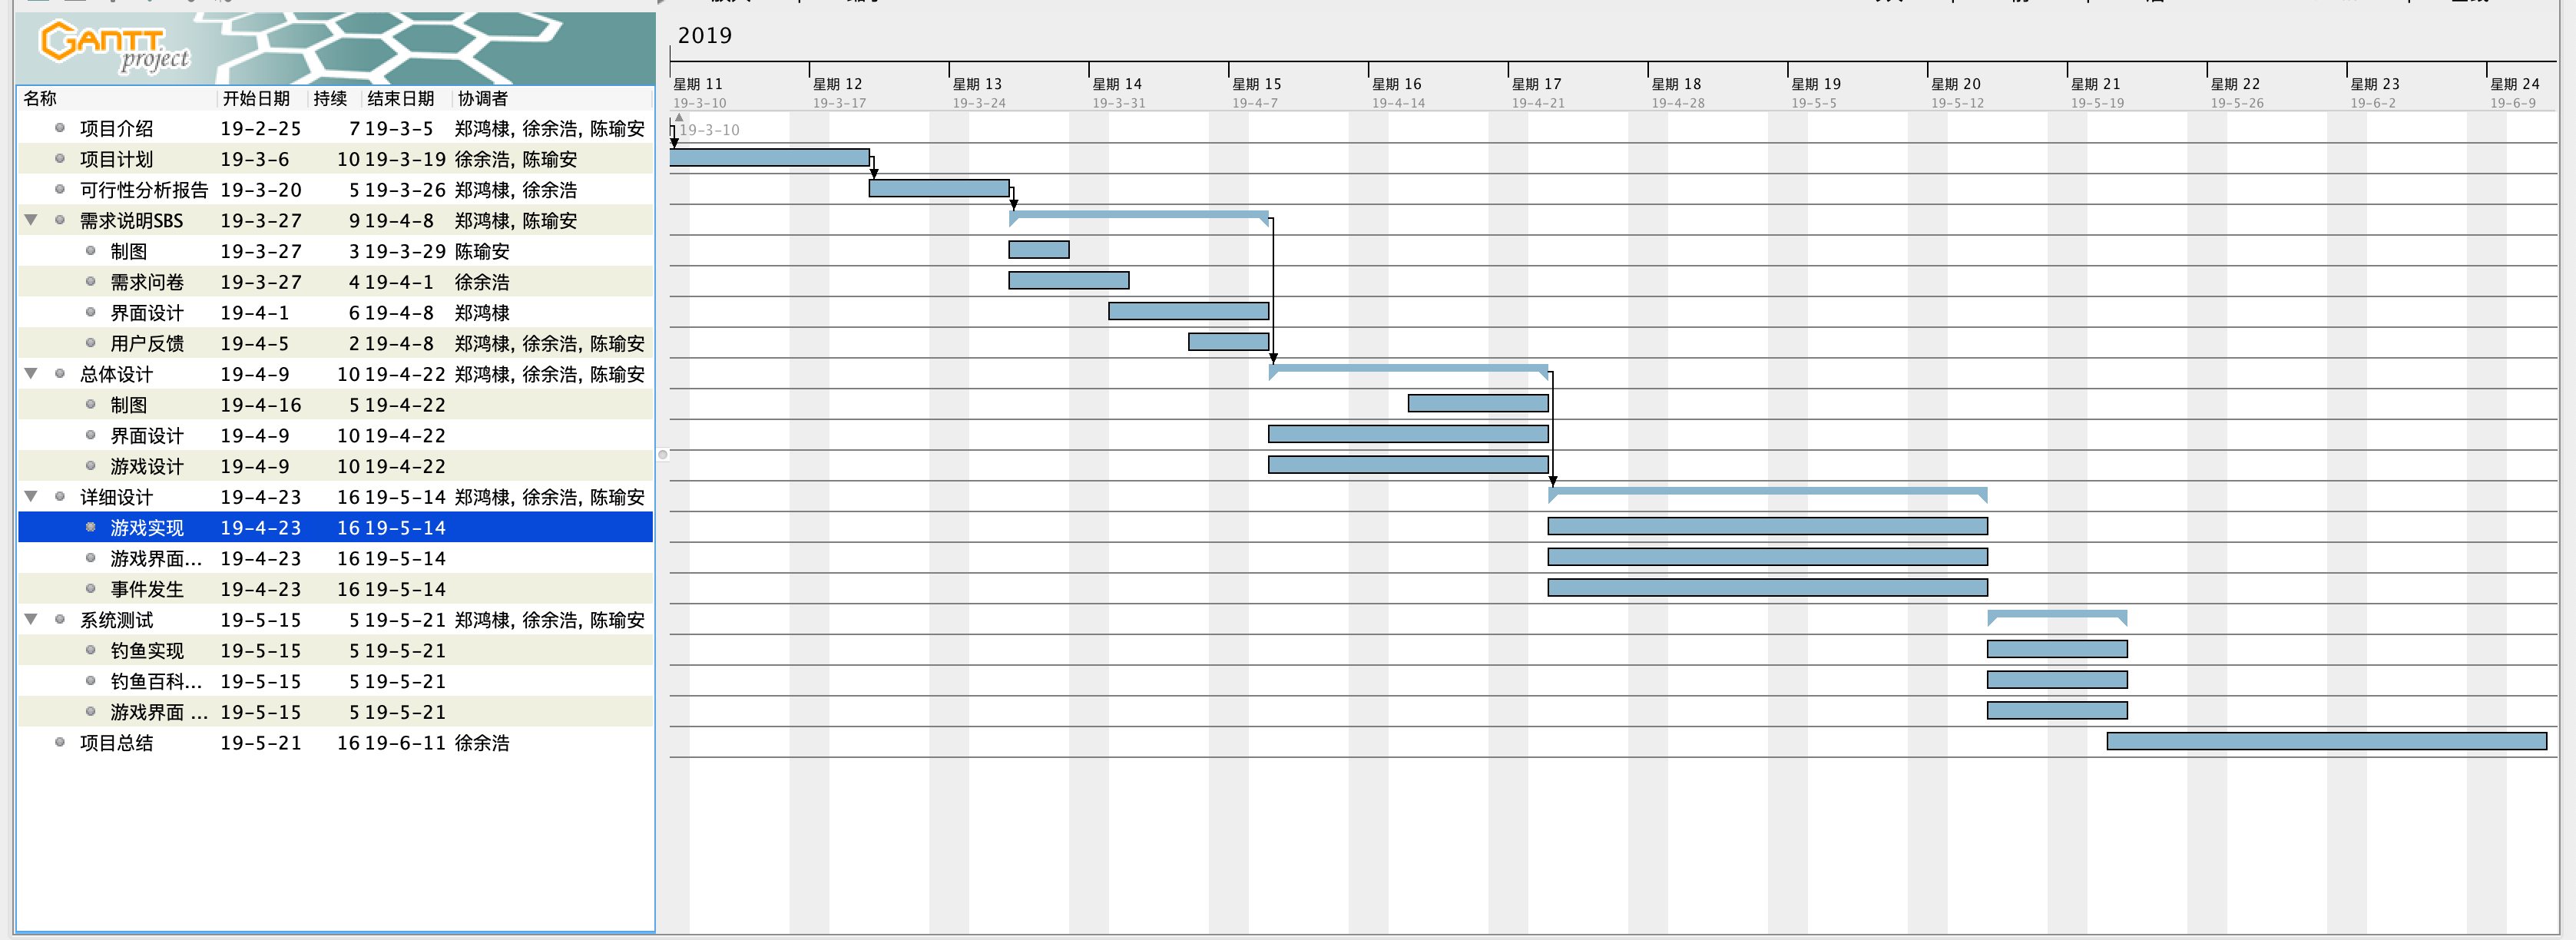 GANTT
project
2019
星期 11 星期 12 星期 13 星期 14 星期 15 星期 16 星期 17 星期 18 星期 19 星期 20 星期 21 星期 22 星期 23 星期 24
19-3-10 19-3-17 19-3-24 19-3-31 19-4-7 19-4-14 19-4-21 19-4-28 19-5-5 19-5-12 19-5-19 19-5-26 19-6-2 19-6-9
名称 开始日期 持续 结束日期 协调者
项目介绍 19-2-25 7 19-3-5 郑鸿棣, 徐余浩, 陈瑜安
19-3-10
项目计划 19-3-6 10 19-3-19 徐余浩, 陈瑜安
可行性分析报告 19-3-20 5 19-3-26 郑鸿棣, 徐余浩
需求说明SBS 19-3-27 9 19-4-8 郑鸿棣, 陈瑜安
制图 19-3-27 3 19-3-29 陈瑜安
需求问卷 19-3-27 4 19-4-1 徐余浩
界面设计 19-4-1 6 19-4-8 郑鸿棣
用户反馈 19-4-5 2 19-4-8 郑鸿棣, 徐余浩, 陈瑜安
总体设计 19-4-9 10 19-4-22 郑鸿棣, 徐余浩, 陈瑜安
制图 19-4-16 5 19-4-22
界面设计 19-4-9 10 19-4-22
游戏设计 19-4-9 10 19-4-22
详细设计 19-4-23 16 19-5-14 郑鸿棣, 徐余浩, 陈瑜安
游戏实现 19-4-23 16 19-5-14
游戏界面... 19-4-23 16 19-5-14
事件发生 19-4-23 16 19-5-14
系统测试 19-5-15 5 19-5-21 郑鸿棣, 徐余浩, 陈瑜安
钓鱼实现 19-5-15 5 19-5-21
钓鱼百科... 19-5-15 5 19-5-21
游戏界面 ... 19-5-15 5 19-5-21
项目总结 19-5-21 16 19-6-11 徐余浩